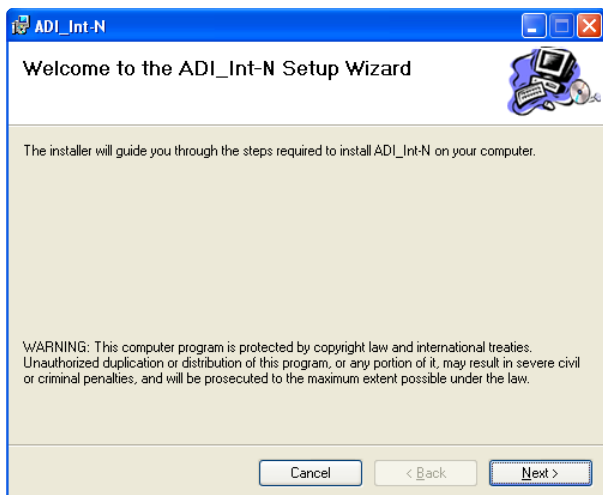 ADI_Int-N
Welcome to the ADI_Int-N Setup Wizard
The installer will guide you through the steps required to install ADI_Int-N on your computer.
WARNING: This computer program is protected by copyright law and international treaties.
Unauthorized duplication or distribution of this program, or any portion of it, may result in severe civil
or criminal penalties, and will be prosecuted to the maximum extent possible under the law.
Cancel
< Back
Next >